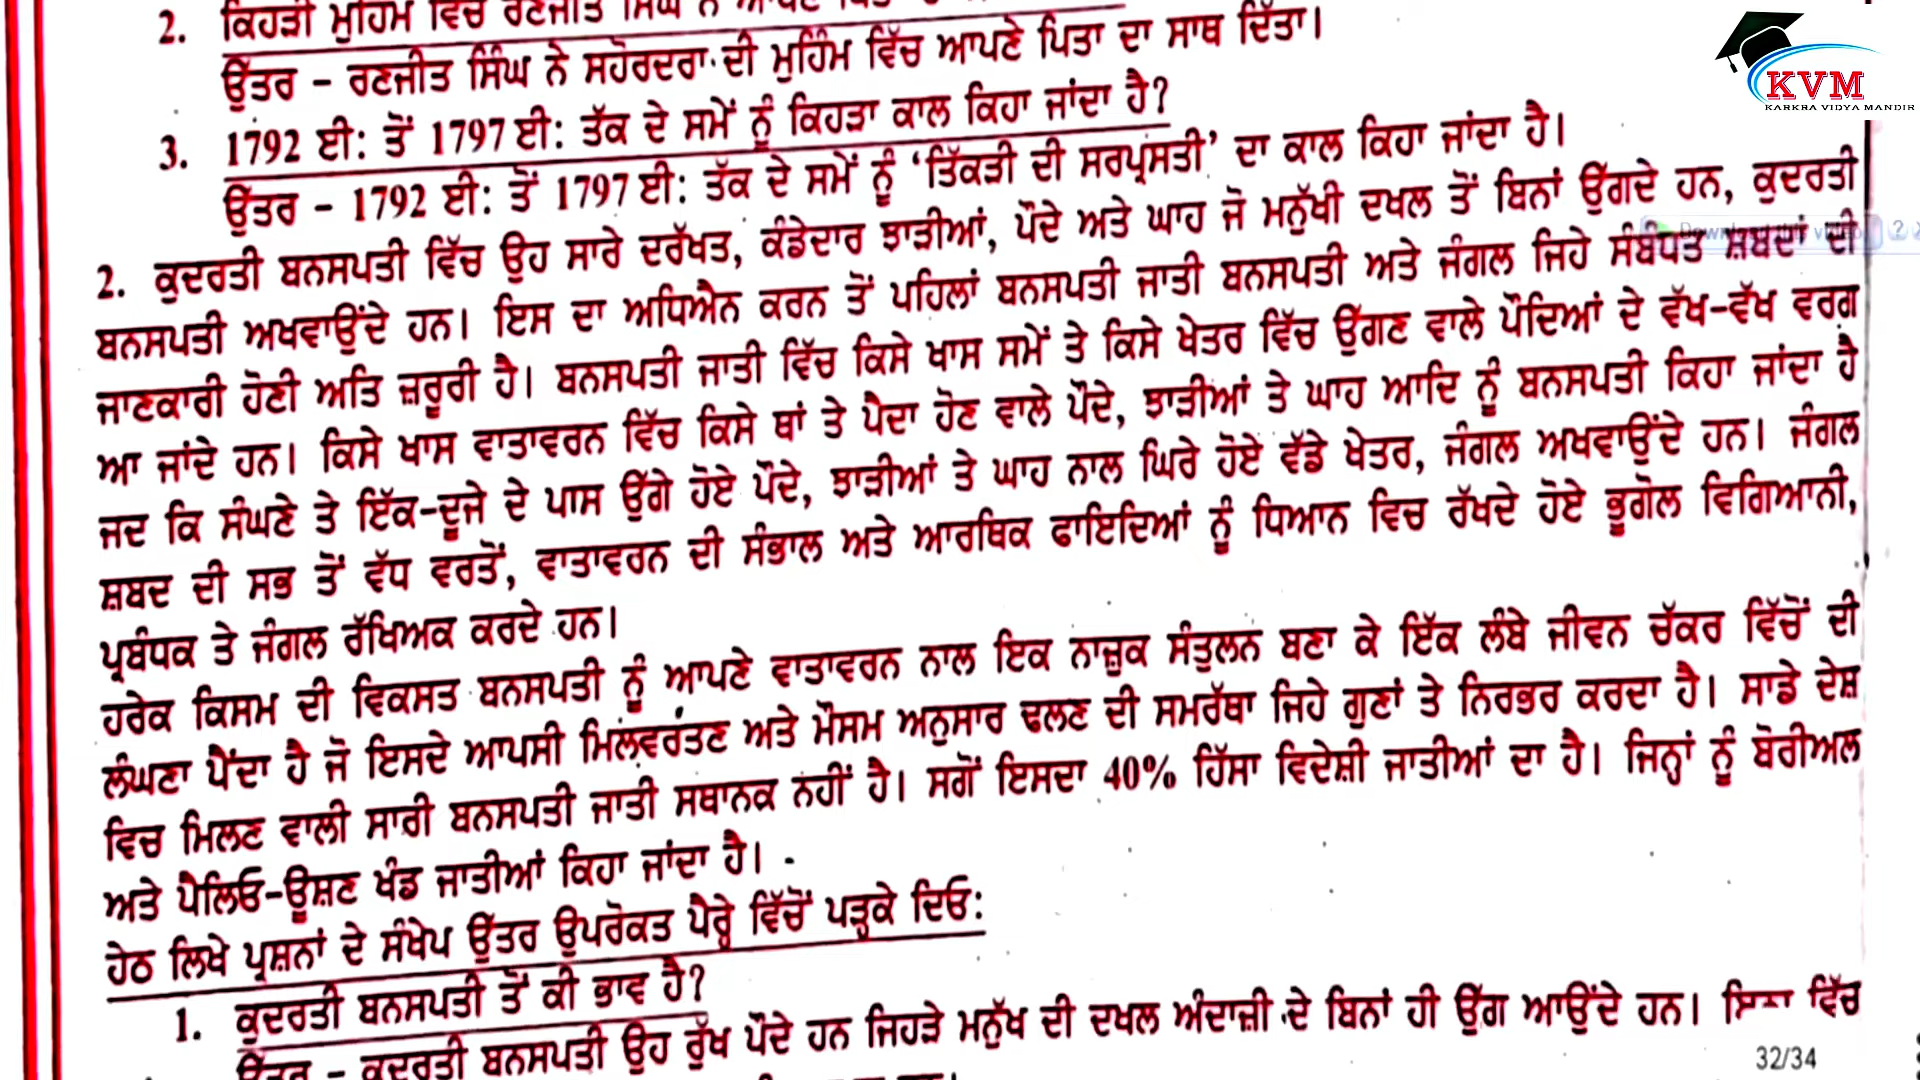 2. ਕਿਹੜੀ ਮੁਹਿੰਮ ਵਿੱਚ ਰਣਜੀਤ ਸਿੰਘ ਨੇ ਆਪਣੇ
ਉੱਤਰ – ਰਣਜੀਤ ਸਿੰਘ ਨੇ ਸਹੋਰਦਰਾ ਦੀ ਮੁਹਿੰਮ ਵਿੱਚ ਆਪਣੇ ਪਿਤਾ ਦਾ ਸਾਥ ਦਿੱਤਾ।
3. 1792 ਈ: ਤੋਂ 1797 ਈ: ਤੱਕ ਦੇ ਸਮੇਂ ਨੂੰ ਕਿਹੜਾ ਕਾਲ ਕਿਹਾ ਜਾਂਦਾ ਹੈ?
ਉੱਤਰ – 1792 ਈ: ਤੋਂ 1797 ਈ: ਤੱਕ ਦੇ ਸਮੇਂ ਨੂੰ ‘ਤਿੱਕੜੀ ਦੀ ਸਰਪ੍ਰਸਤੀ’ ਦਾ ਕਾਲ ਕਿਹਾ ਜਾਂਦਾ ਹੈ।
2. ਕੁਦਰਤੀ ਬਨਸਪਤੀ ਵਿੱਚ ਉਹ ਸਾਰੇ ਦਰੱਖਤ, ਕੰਡੇਦਾਰ ਝਾੜੀਆਂ, ਪੌਦੇ ਅਤੇ ਘਾਹ ਜੋ ਮਨੁੱਖੀ ਦਖਲ ਤੋਂ ਬਿਨਾਂ ਉੱਗਦੇ ਹਨ, ਕੁਦਰਤੀ
ਬਨਸਪਤੀ ਅਖਵਾਉਂਦੇ ਹਨ। ਇਸ ਦਾ ਅਧਿਐਨ ਕਰਨ ਤੋਂ ਪਹਿਲਾਂ ਬਨਸਪਤੀ ਜਾਤੀ ਬਨਸਪਤੀ ਅਤੇ ਜੰਗਲ ਜਿਹੇ ਸੰਬੰਧਤ ਸ਼ਬਦਾਂ ਦੀ
ਜਾਣਕਾਰੀ ਹੋਣੀ ਅਤਿ ਜ਼ਰੂਰੀ ਹੈ। ਬਨਸਪਤੀ ਜਾਤੀ ਵਿੱਚ ਕਿਸੇ ਖਾਸ ਸਮੇਂ ਤੇ ਕਿਸੇ ਖੇਤਰ ਵਿੱਚ ਉੱਗਣ ਵਾਲੇ ਪੌਦਿਆਂ ਦੇ ਵੱਖ-ਵੱਖ ਵਰਗ
ਆ ਜਾਂਦੇ ਹਨ। ਕਿਸੇ ਖਾਸ ਵਾਤਾਵਰਨ ਵਿੱਚ ਕਿਸੇ ਥਾਂ ਤੇ ਪੈਦਾ ਹੋਣ ਵਾਲੇ ਪੌਦੇ, ਝਾੜੀਆਂ ਤੇ ਘਾਹ ਆਦਿ ਨੂੰ ਬਨਸਪਤੀ ਕਿਹਾ ਜਾਂਦਾ ਹੈ
ਜਦ ਕਿ ਸੰਘਣੇ ਤੇ ਇੱਕ-ਦੂਜੇ ਦੇ ਪਾਸ ਉੱਗੇ ਹੋਏ ਪੌਦੇ, ਝਾੜੀਆਂ ਤੇ ਘਾਹ ਨਾਲ ਘਿਰੇ ਹੋਏ ਵੱਡੇ ਖੇਤਰ, ਜੰਗਲ ਅਖਵਾਉਂਦੇ ਹਨ। ਜੰਗਲ
ਸ਼ਬਦ ਦੀ ਸਭ ਤੋਂ ਵੱਧ ਵਰਤੋਂ, ਵਾਤਾਵਰਨ ਦੀ ਸੰਭਾਲ ਅਤੇ ਆਰਥਿਕ ਫਾਇਦਿਆਂ ਨੂੰ ਧਿਆਨ ਵਿਚ ਰੱਖਦੇ ਹੋਏ ਭੂਗੋਲ ਵਿਗਿਆਨੀ,
ਪ੍ਰਬੰਧਕ ਤੇ ਜੰਗਲ ਰੱਖਿਅਕ ਕਰਦੇ ਹਨ।
ਹਰੇਕ ਕਿਸਮ ਦੀ ਵਿਕਸਤ ਬਨਸਪਤੀ ਨੂੰ ਆਪਣੇ ਵਾਤਾਵਰਨ ਨਾਲ ਇਕ ਨਾਜ਼ੁਕ ਸੰਤੁਲਨ ਬਣਾ ਕੇ ਇੱਕ ਲੰਬੇ ਜੀਵਨ ਚੱਕਰ ਵਿੱਚੋਂ ਦੀ
ਲੰਘਣਾ ਪੈਂਦਾ ਹੈ ਜੋ ਇਸਦੇ ਆਪਸੀ ਮਿਲਵਰਤਣ ਅਤੇ ਮੌਸਮ ਅਨੁਸਾਰ ਢਲਣ ਦੀ ਸਮਰੱਥਾ ਜਿਹੇ ਗੁਣਾਂ ਤੇ ਨਿਰਭਰ ਕਰਦਾ ਹੈ। ਸਾਡੇ ਦੇਸ਼
ਵਿਚ ਮਿਲਣ ਵਾਲੀ ਸਾਰੀ ਬਨਸਪਤੀ ਜਾਤੀ ਸਥਾਨਕ ਨਹੀਂ ਹੈ। ਸਗੋਂ ਇਸਦਾ 40% ਹਿੱਸਾ ਵਿਦੇਸ਼ੀ ਜਾਤੀਆਂ ਦਾ ਹੈ। ਜਿਨ੍ਹਾਂ ਨੂੰ ਬੋਰੀਅਲ
ਅਤੇ ਪੈਲਿਓ-ਊਸ਼ਣ ਖੰਡ ਜਾਤੀਆਂ ਕਿਹਾ ਜਾਂਦਾ ਹੈ।
ਹੇਠ ਲਿਖੇ ਪ੍ਰਸ਼ਨਾਂ ਦੇ ਸੰਖੇਪ ਉੱਤਰ ਉਪਰੋਕਤ ਪੈਰ੍ਹੇ ਵਿੱਚੋਂ ਪੜ੍ਹਕੇ ਦਿਓ:
1. ਕੁਦਰਤੀ ਬਨਸਪਤੀ ਤੋਂ ਕੀ ਭਾਵ ਹੈ?
ਉੱਤਰ – ਕੁਦਰਤੀ ਬਨਸਪਤੀ ਉਹ ਰੁੱਖ ਪੌਦੇ ਹਨ ਜਿਹੜੇ ਮਨੁੱਖ ਦੀ ਦਖਲ ਅੰਦਾਜ਼ੀ ਦੇ ਬਿਨਾਂ ਹੀ ਉੱਗ ਆਉਂਦੇ ਹਨ। ਵਿੱਚ
32/34
KVM
KARKRA VIDYA MANDIR
Download this video